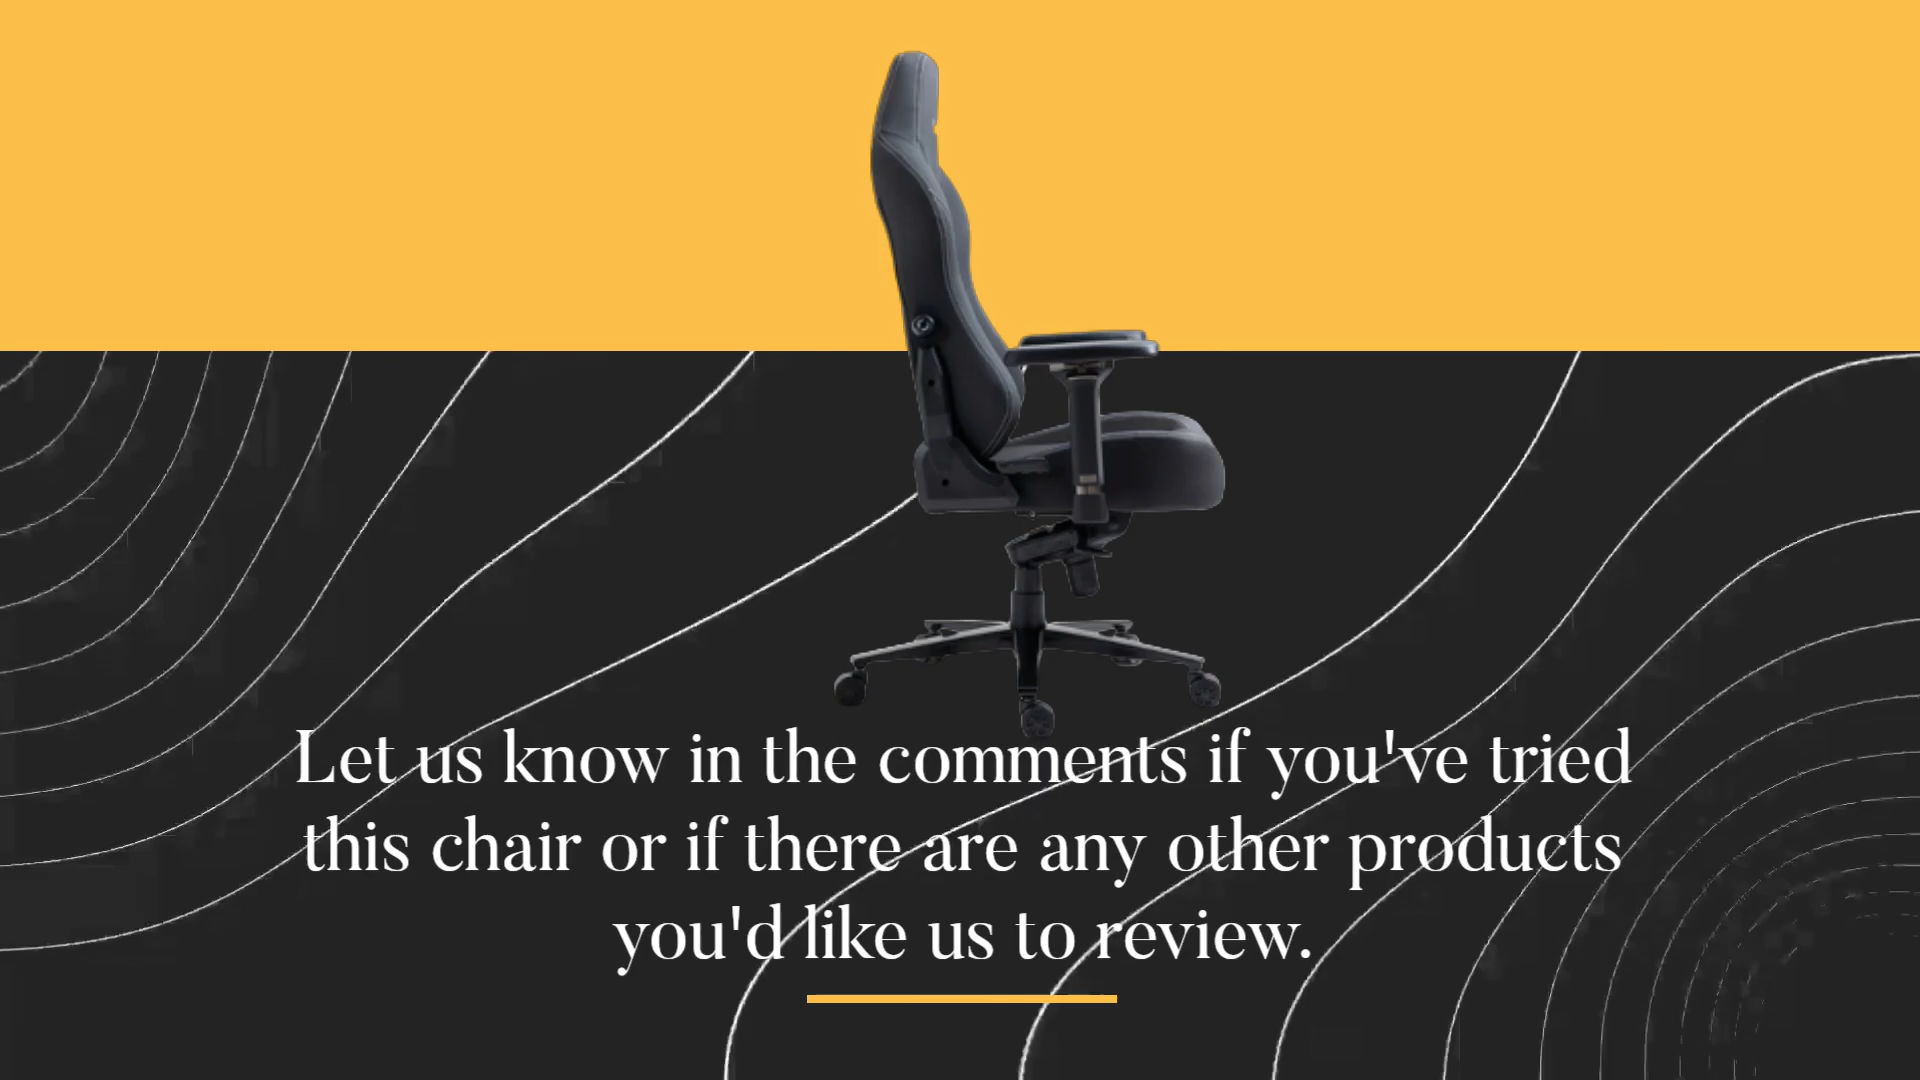 Let us know in the comments if you've tried
this chair or if there are any other products
you'd like us to review.